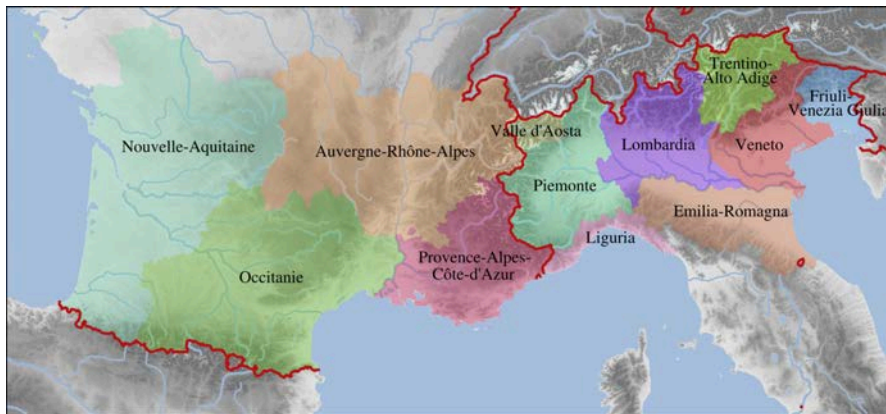 Trentino-
Alto Adige
Friuli-
Venezia Giulia
Valle d'Aosta
Nouvelle-Aquitaine
Auvergne-Rhône-Alpes
Lombardia
Veneto
Piemonte
Emilia-Romagna
Liguria
Provence-Alpes-
Côte-d'Azur
Occitanie